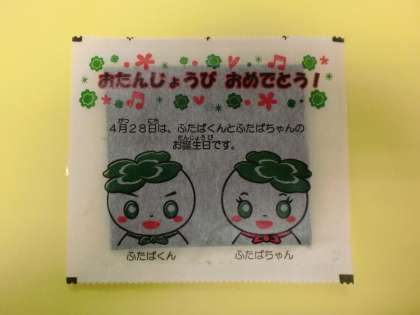 おたんじょうび おめでとう！
４月２８日は、ふたばくんとふたばちゃんの
お誕生日です。
ふたばくん
ふたばちゃん